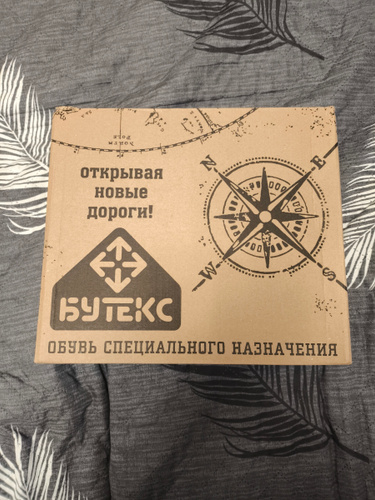 открывая
новые
дороги!
БУТЕКС
ОБУВЬ СПЕЦИАЛЬНОГО НАЗНАЧЕНИЯ
N
E
W
S